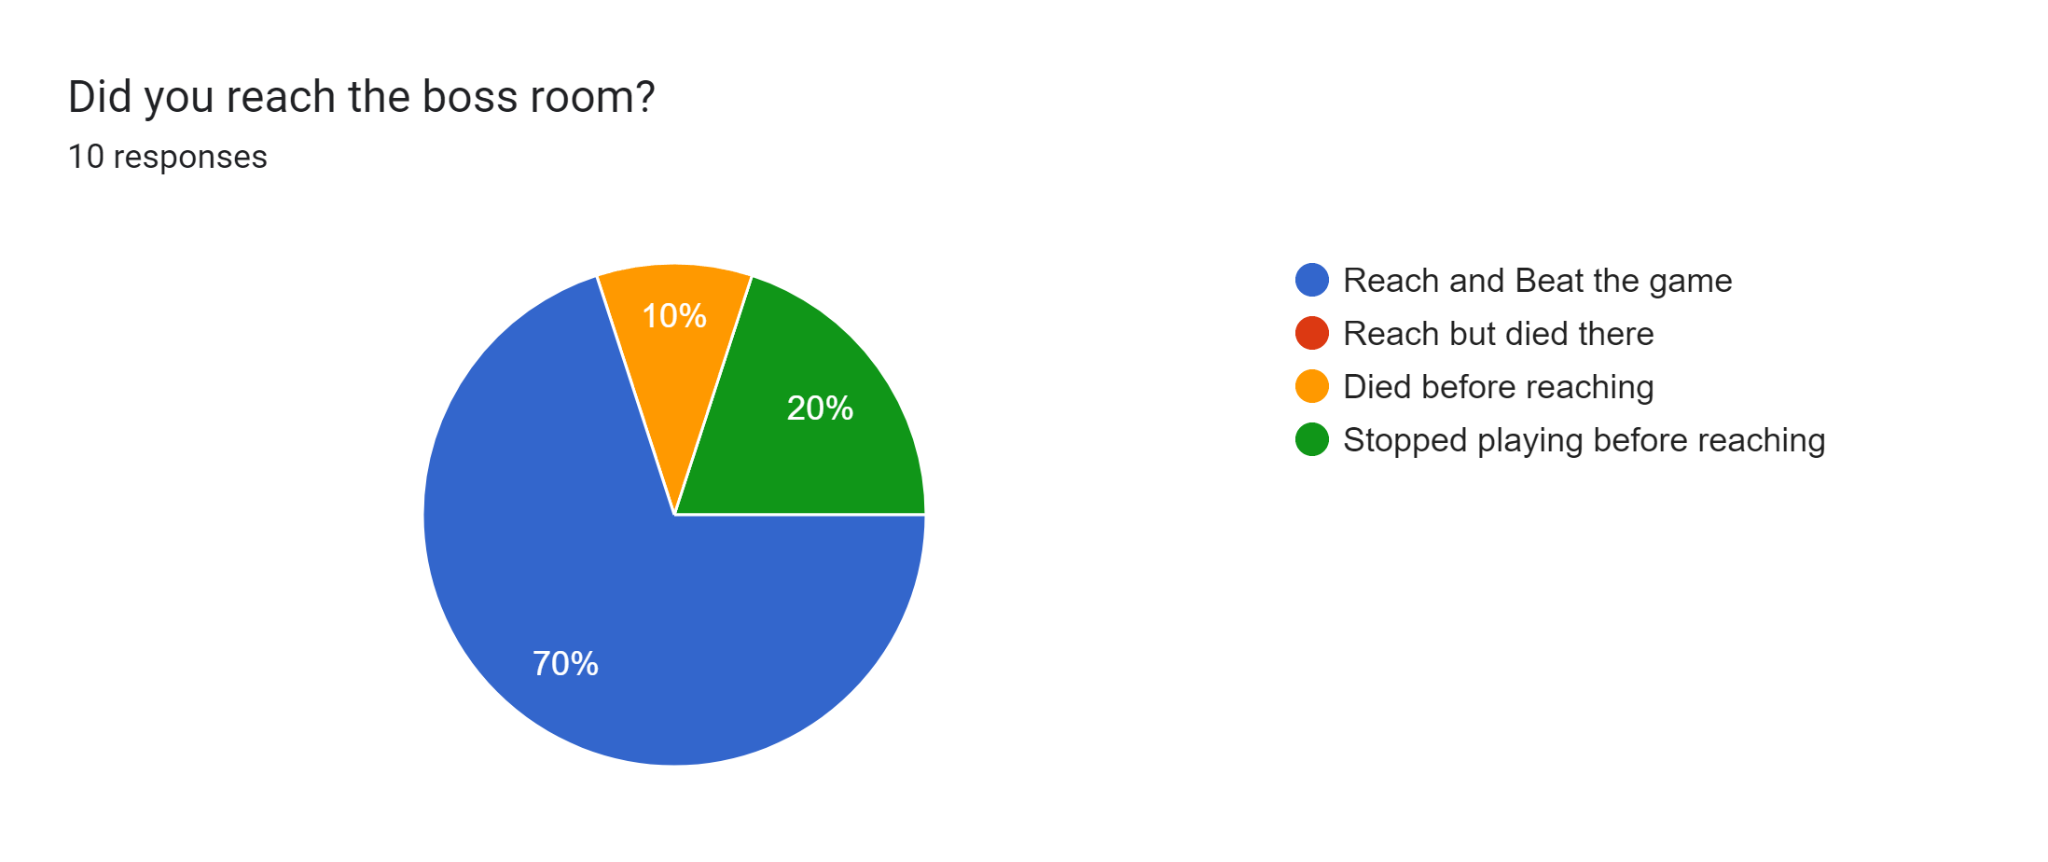 Did you reach the boss room?
10 responses
10%
20%
70%
Reach and Beat the game
Reach but died there
Died before reaching
Stopped playing before reaching